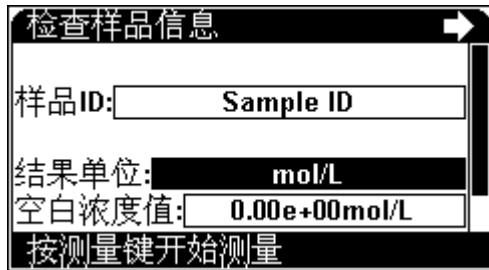 检查样品信息
样品ID: Sample ID
结果单位: mol/L
空白浓度值: 0.00e+00mol/L
按测量键开始测量